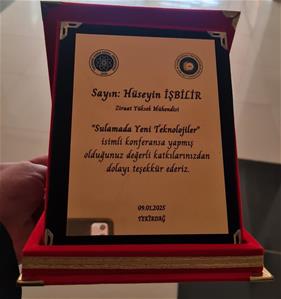 Sayın: Hüseyin İŞBİLİR
Ziraat Yüksek Mühendisi
"Sulamada Yeni Teknolojiler"
isimli konferansa yapmış
olduğunuz değerli katkılarınızdan
dolayı teşekkür ederiz.
09.01.2025
TEKİRDAĞ